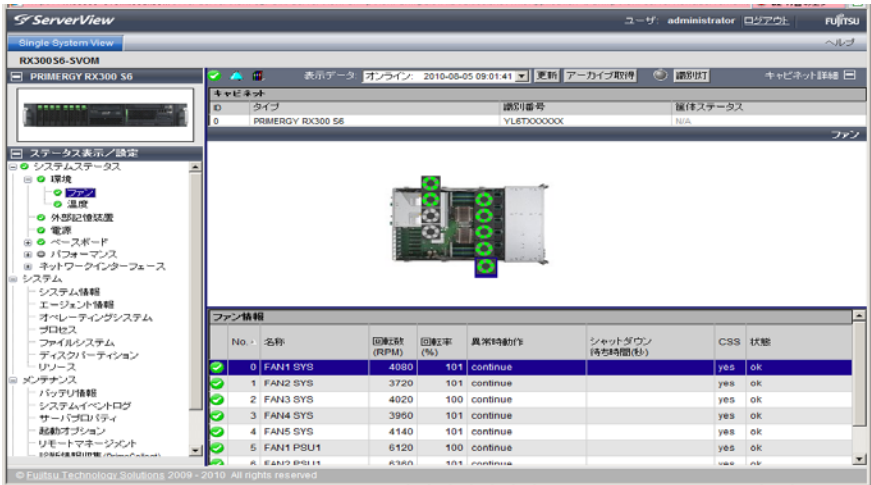 ServerView
ユーザ: administrator ログアウト FUJITSU
Single System View ヘルプ
RX300S6-SVOM
PRIMERGY RX300 S6 表示データ: オンライン: 2010-08-05 09:01:41 更新 アーカイブ取得 識別灯 キャビネット詳細
キャビネット
ID タイプ 識別番号 筐体ステータス
0 PRIMERGY RX300 S6 YL6TXXXXXX N/A
ファン
ステータス表示/設定
システムステータス
環境
ファン
温度
外部記憶装置
電源
ベースボード
パフォーマンス
ネットワークインターフェース
システム
システム情報
エージェント情報
オペレーティングシステム
プロセス
ファイルシステム
ディスクパーティション
リソース
メンテナンス
バッテリ情報
システムイベントログ
サーバプロパティ
起動オプション
リモートマネージメント
ファン情報
No. 名称 回転数 (RPM) 回転率 (%) 異常時動作 シャットダウン 待ち時間(秒) CSS 状態
0 FAN1 SYS 4080 101 continue yes ok
1 FAN2 SYS 3720 101 continue yes ok
2 FAN3 SYS 4020 100 continue yes ok
3 FAN4 SYS 3960 101 continue yes ok
4 FAN5 SYS 4140 101 continue yes ok
5 FAN1 PSU1 6120 100 continue yes ok
6 FAN2 PSU1 6360 101 continue yes ok
© Fujitsu Technology Solutions 2009 - 2010 All rights reserved